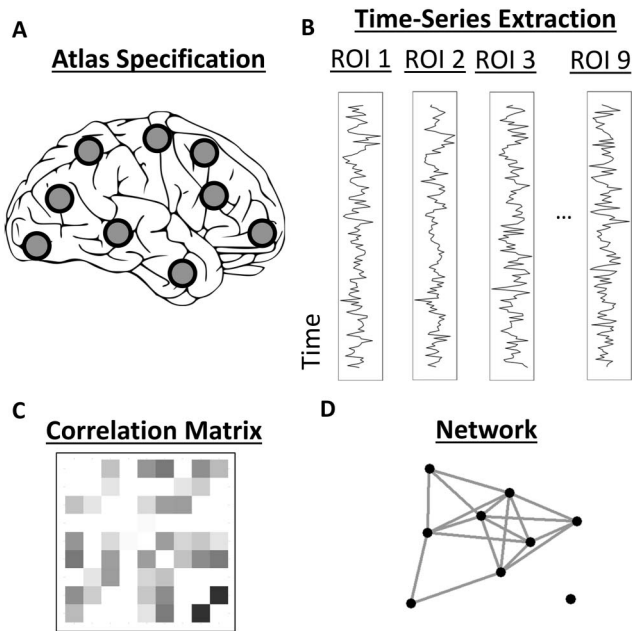 A
Atlas Specification
B
Time-Series Extraction
ROI 1 ROI 2 ROI 3 ROI 9
...
Time
C
Correlation Matrix
D
Network